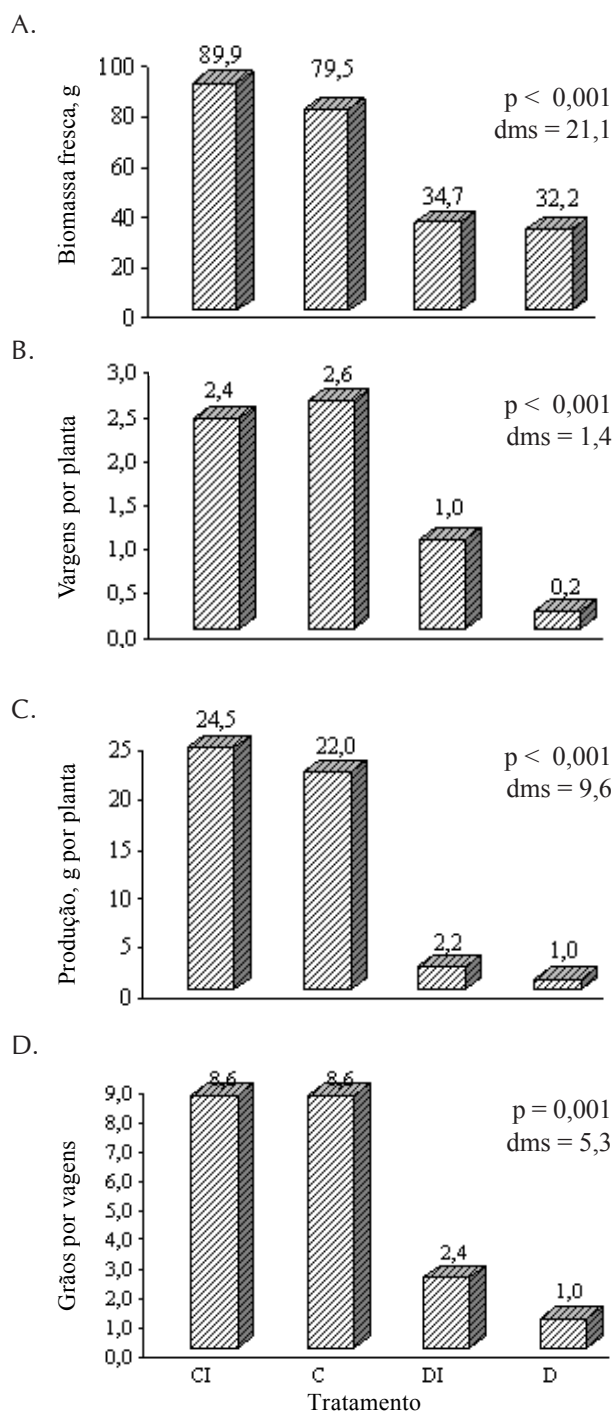 A.
Biomassa fresca, g
100
80
60
40
20
0
89,9
79,5
34,7
32,2
p < 0,001
dms = 21,1
B.
Vargens por planta
3,0
2,5
2,0
1,5
1,0
0,5
0,0
2,4
2,6
1,0
0,2
p < 0,001
dms = 1,4
C.
Produção, g por planta
25
20
15
10
5
0
24,5
22,0
2,2
1,0
p < 0,001
dms = 9,6
D.
Grãos por vagens
9,0
8,0
7,0
6,0
5,0
4,0
3,0
2,0
1,0
0,0
8,6
8,6
2,4
1,0
p = 0,001
dms = 5,3
CI C DI D
Tratamento